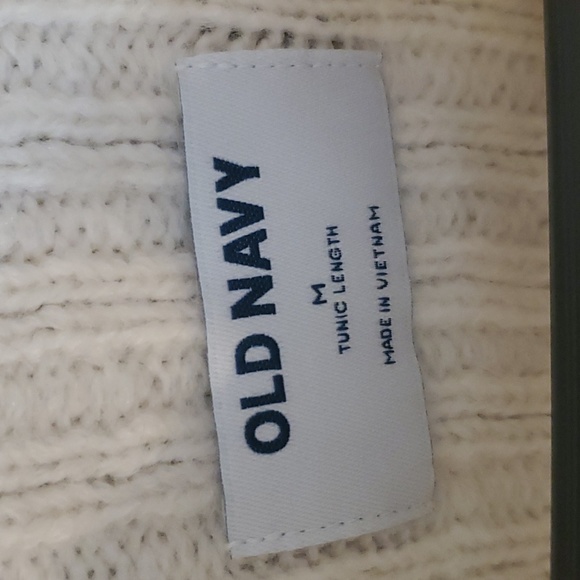 OLD NAVY
M
TUNIC LENGTH
MADE IN VIETNAM